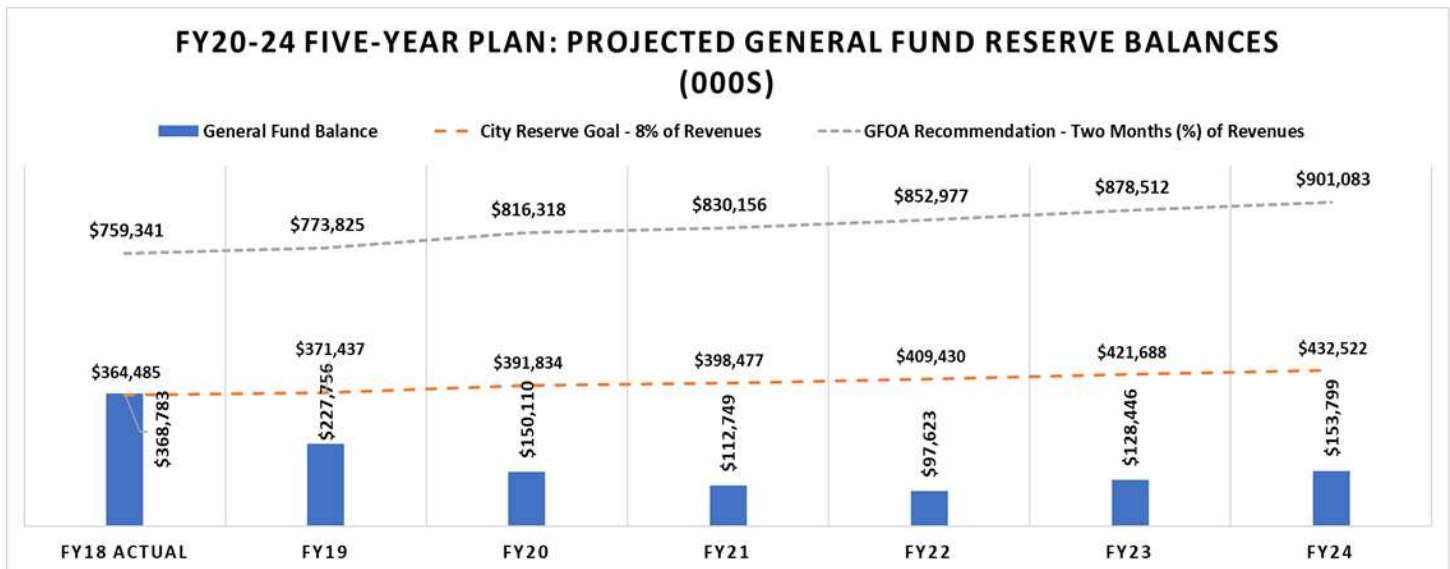 FY20-24 FIVE-YEAR PLAN: PROJECTED GENERAL FUND RESERVE BALANCES
(000S)
General Fund Balance
City Reserve Goal - 8% of Revenues
GFOA Recommendation - Two Months (%) of Revenues
$759,341
$773,825
$816,318
$830,156
$852,977
$878,512
$901,083
$364,485
$371,437
$391,834
$398,477
$409,430
$421,688
$432,522
$368,783
$227,756
$150,110
$112,749
$97,623
$128,446
$153,799
FY18 ACTUAL
FY19
FY20
FY21
FY22
FY23
FY24